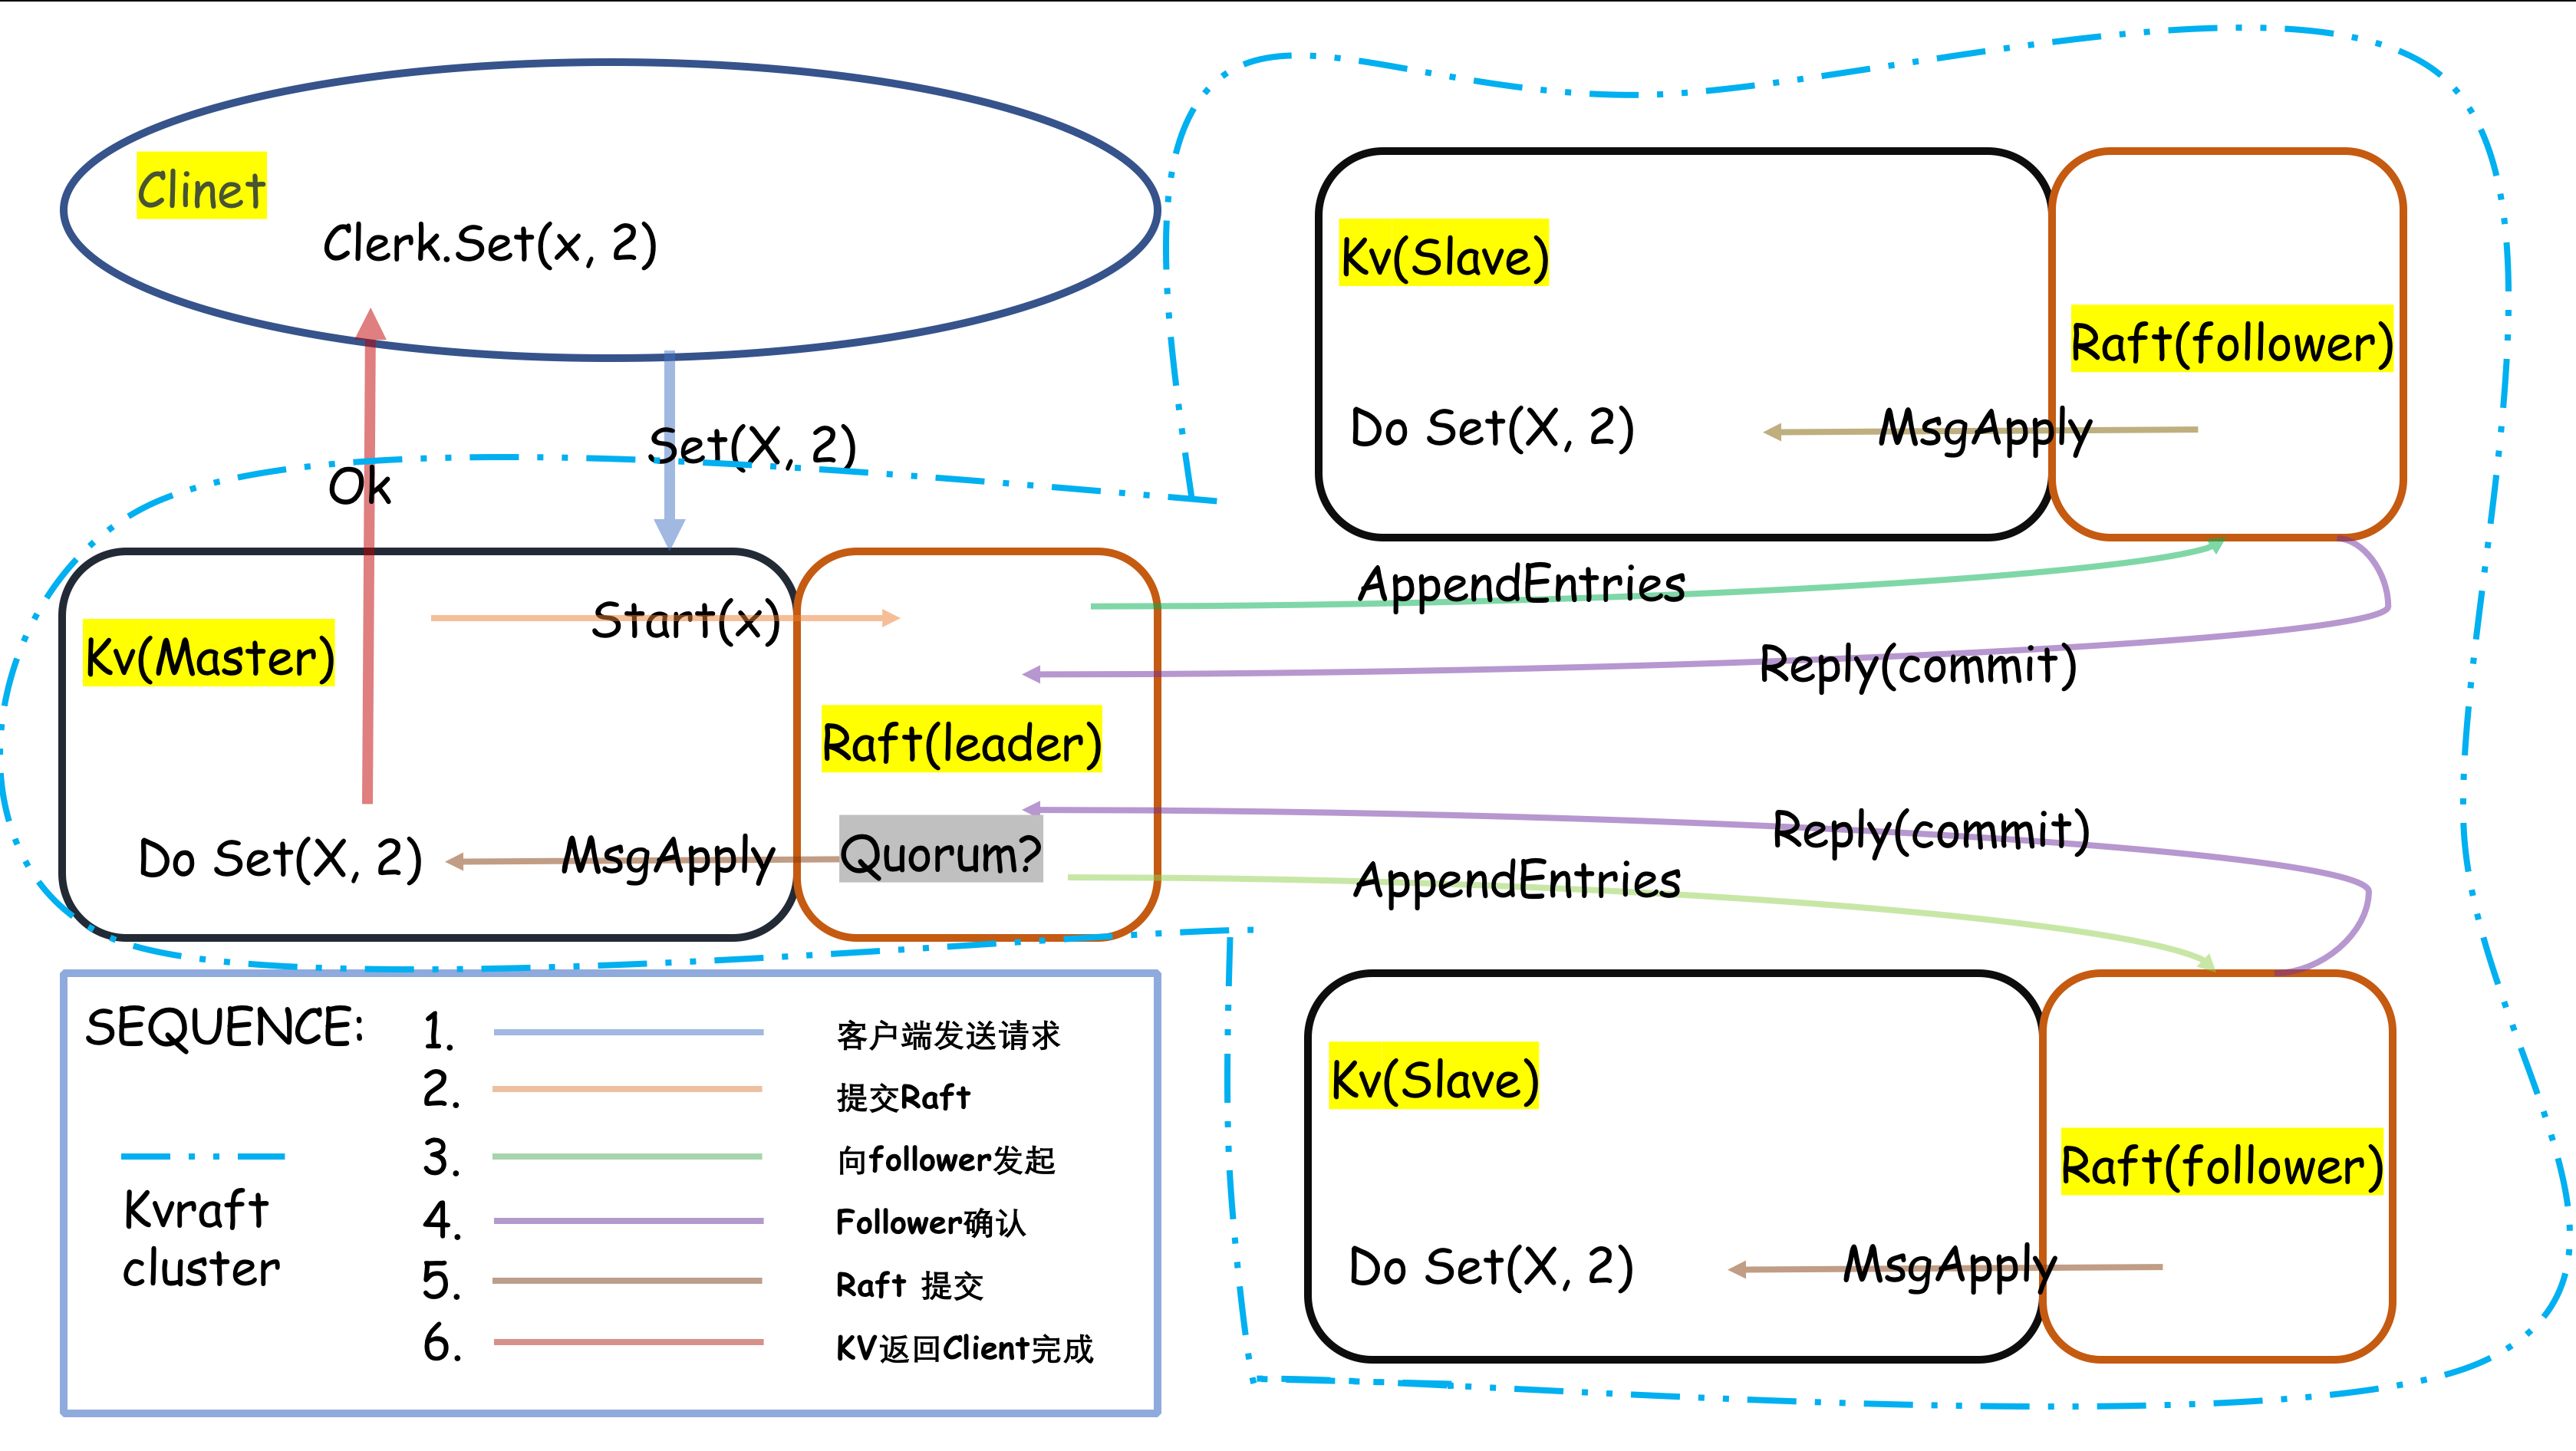 Clinet
Clerk.Set(x, 2)
Ok
Set(X, 2)
Kv(Master)
Start(x)
Raft(leader)
Do Set(X, 2)
MsgApply
Quorum?
Kv(Slave)
Raft(follower)
Do Set(X, 2)
MsgApply
AppendEntries
Reply(commit)
Reply(commit)
AppendEntries
Kv(Slave)
Raft(follower)
Do Set(X, 2)
MsgApply
SEQUENCE:
Kvraft
cluster
1. 客户端发送请求
2. 提交Raft
3. 向follower发起
4. Follower确认
5. Raft 提交
6. KV返回Client完成